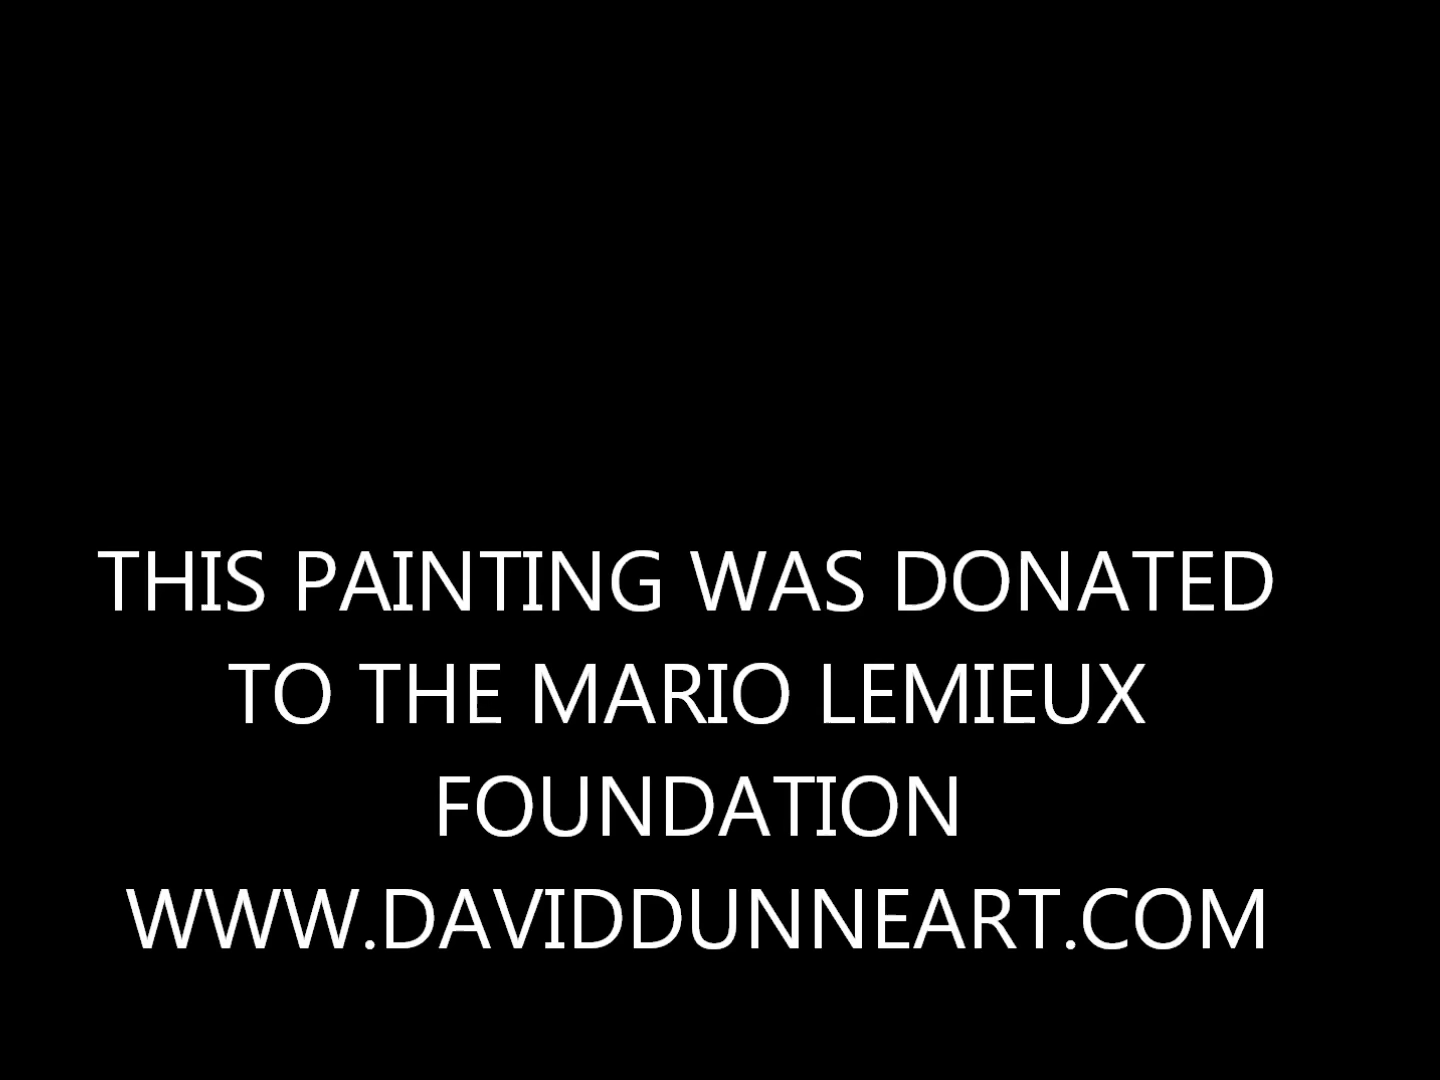 THIS PAINTING WAS DONATED
TO THE MARIO LEMIEUX
FOUNDATION
WWW.DAVIDDUNNEART.COM